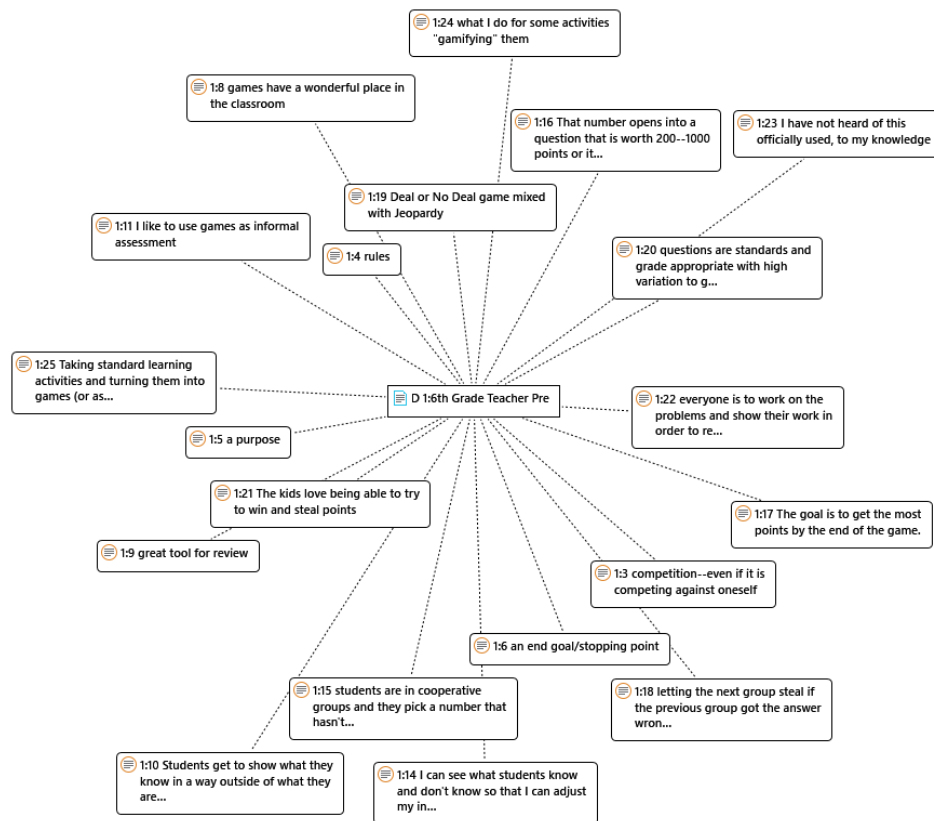 1:24 what I do for some activities
"gamifying" them
1:8 games have a wonderful place in
the classroom
1:16 That number opens into a
question that is worth 200--1000
points or it...
1:23 I have not heard of this
officially used, to my knowledge
1:19 Deal or No Deal game mixed
with Jeopardy
1:11 I like to use games as informal
assessment
1:4 rules
1:20 questions are standards and
grade appropriate with high
variation to g...
1:25 Taking standard learning
activities and turning them into
games (or as...
D 1:6th Grade Teacher Pre
1:22 everyone is to work on the
problems and show their work in
order to re...
1:5 a purpose
1:21 The kids love being able to try
to win and steal points
1:17 The goal is to get the most
points by the end of the game.
1:9 great tool for review
1:3 competition--even if it is
competing against oneself
1:6 an end goal/stopping point
1:15 students are in cooperative
groups and they pick a number that
hasn't...
1:18 letting the next group steal if
the previous group got the answer
wron...
1:10 Students get to show what they
know in a way outside of what they
are...
1:14 I can see what students know
and don't know so that I can adjust
my in...